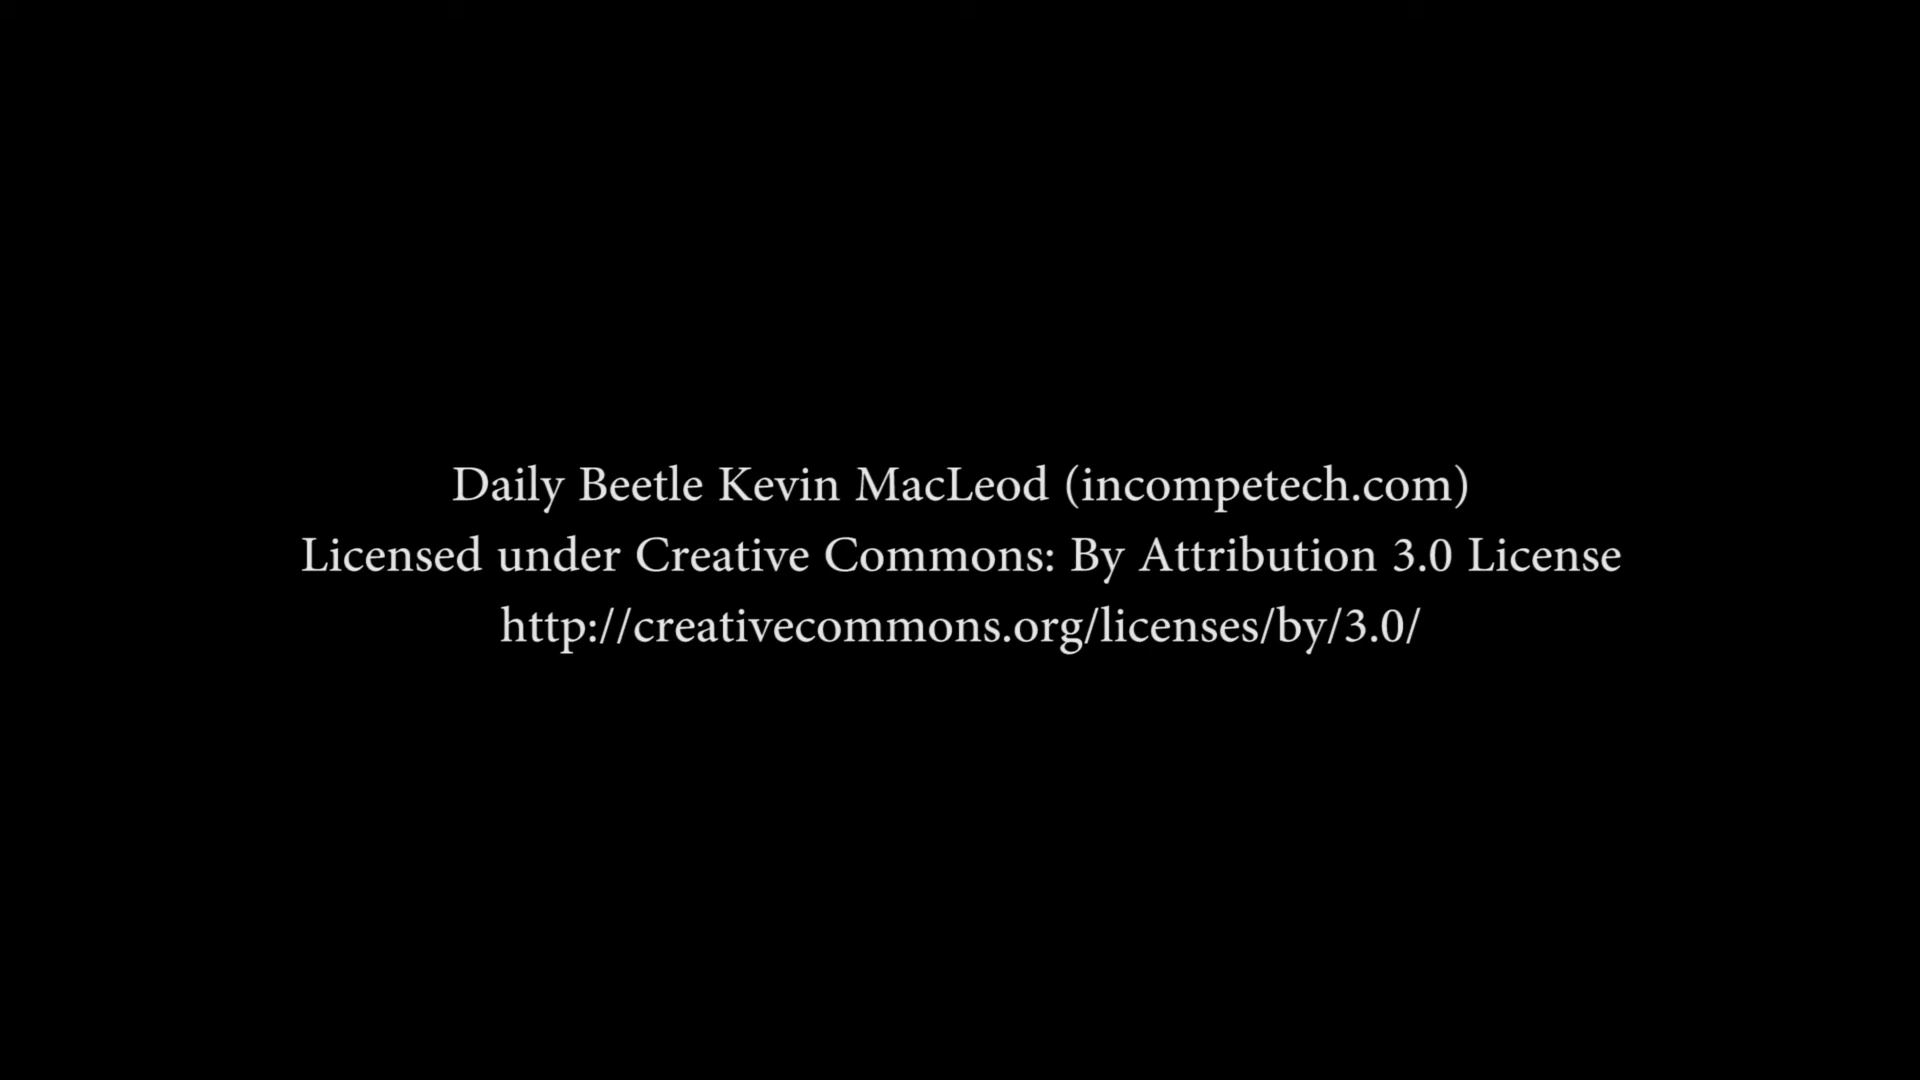 Daily Beetle Kevin MacLeod (incompetech.com)
Licensed under Creative Commons: By Attribution 3.0 License
http://creativecommons.org/licenses/by/3.0/